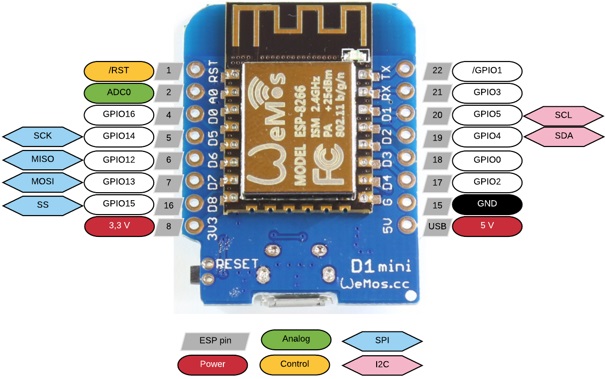 /RST 1 RST TX 22 /GPIO1
ADC0 2 A0 RX 21 GPIO3
GPIO16 4 D0 D1 20 GPIO5 SCL
SCK GPIO14 5 D5 D2 19 GPIO4 SDA
MISO GPIO12 6 D6 D3 18 GPIO0
MOSI GPIO13 7 D7 D4 17 GPIO2
SS GPIO15 16 D8 G 15 GND
3,3 V 8 3V3 5V USB 5 V
WeMos
MODEL ESP-8266
ISM 2.4GHz
PA +25dBm
802.11 b/g/n
FC
RESET
D1 mini
WeMos.cc
ESP pin Analog SPI
Power Control I2C